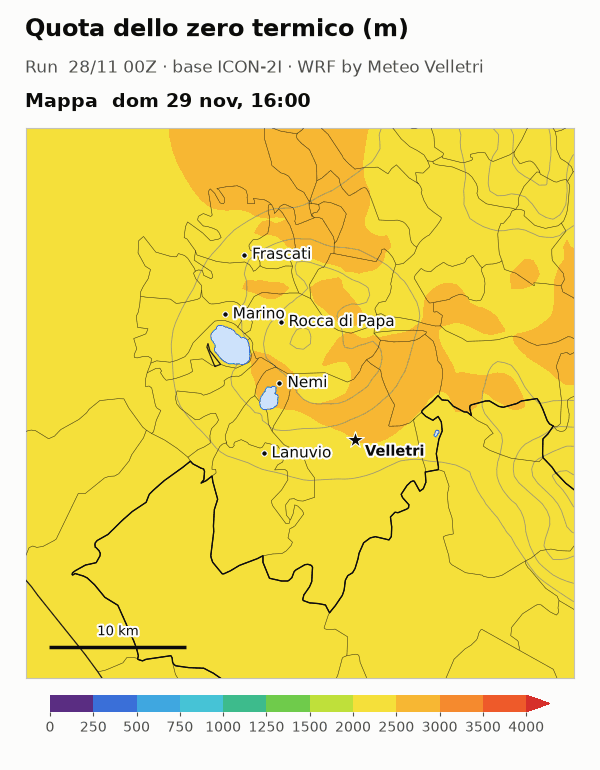 Quota dello zero termico (m)
Run  28/11 00Z · base ICON-2I · WRF by Meteo Velletri
Mappa  dom 29 nov, 16:00
Frascati
Marino
Rocca di Papa
Nemi
Velletri
Lanuvio
10 km
0 250 500 750 1000 1250 1500 2000 2500 3000 3500 4000